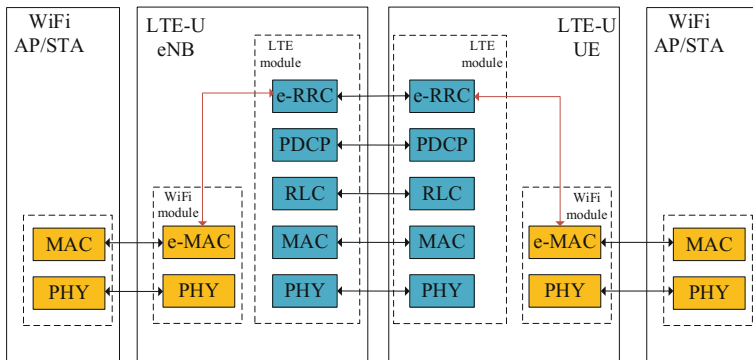 WiFi
AP/STA
LTE-U
eNB
LTE
module
LTE
module
LTE-U
UE
WiFi
AP/STA
e-RRC
e-RRC
PDCP
PDCP
RLC
RLC
WiFi
module
WiFi
module
MAC
e-MAC
MAC
MAC
e-MAC
MAC
PHY
PHY
PHY
PHY
PHY
PHY